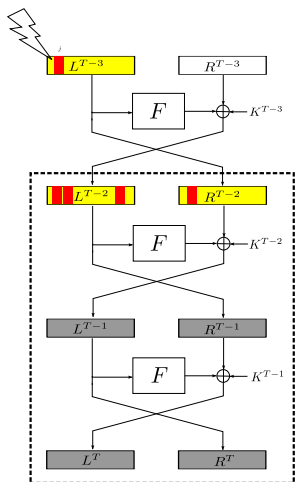 j
L^{T-3} R^{T-3}
F K^{T-3}
L^{T-2} R^{T-2}
F K^{T-2}
L^{T-1} R^{T-1}
F K^{T-1}
L^T R^T